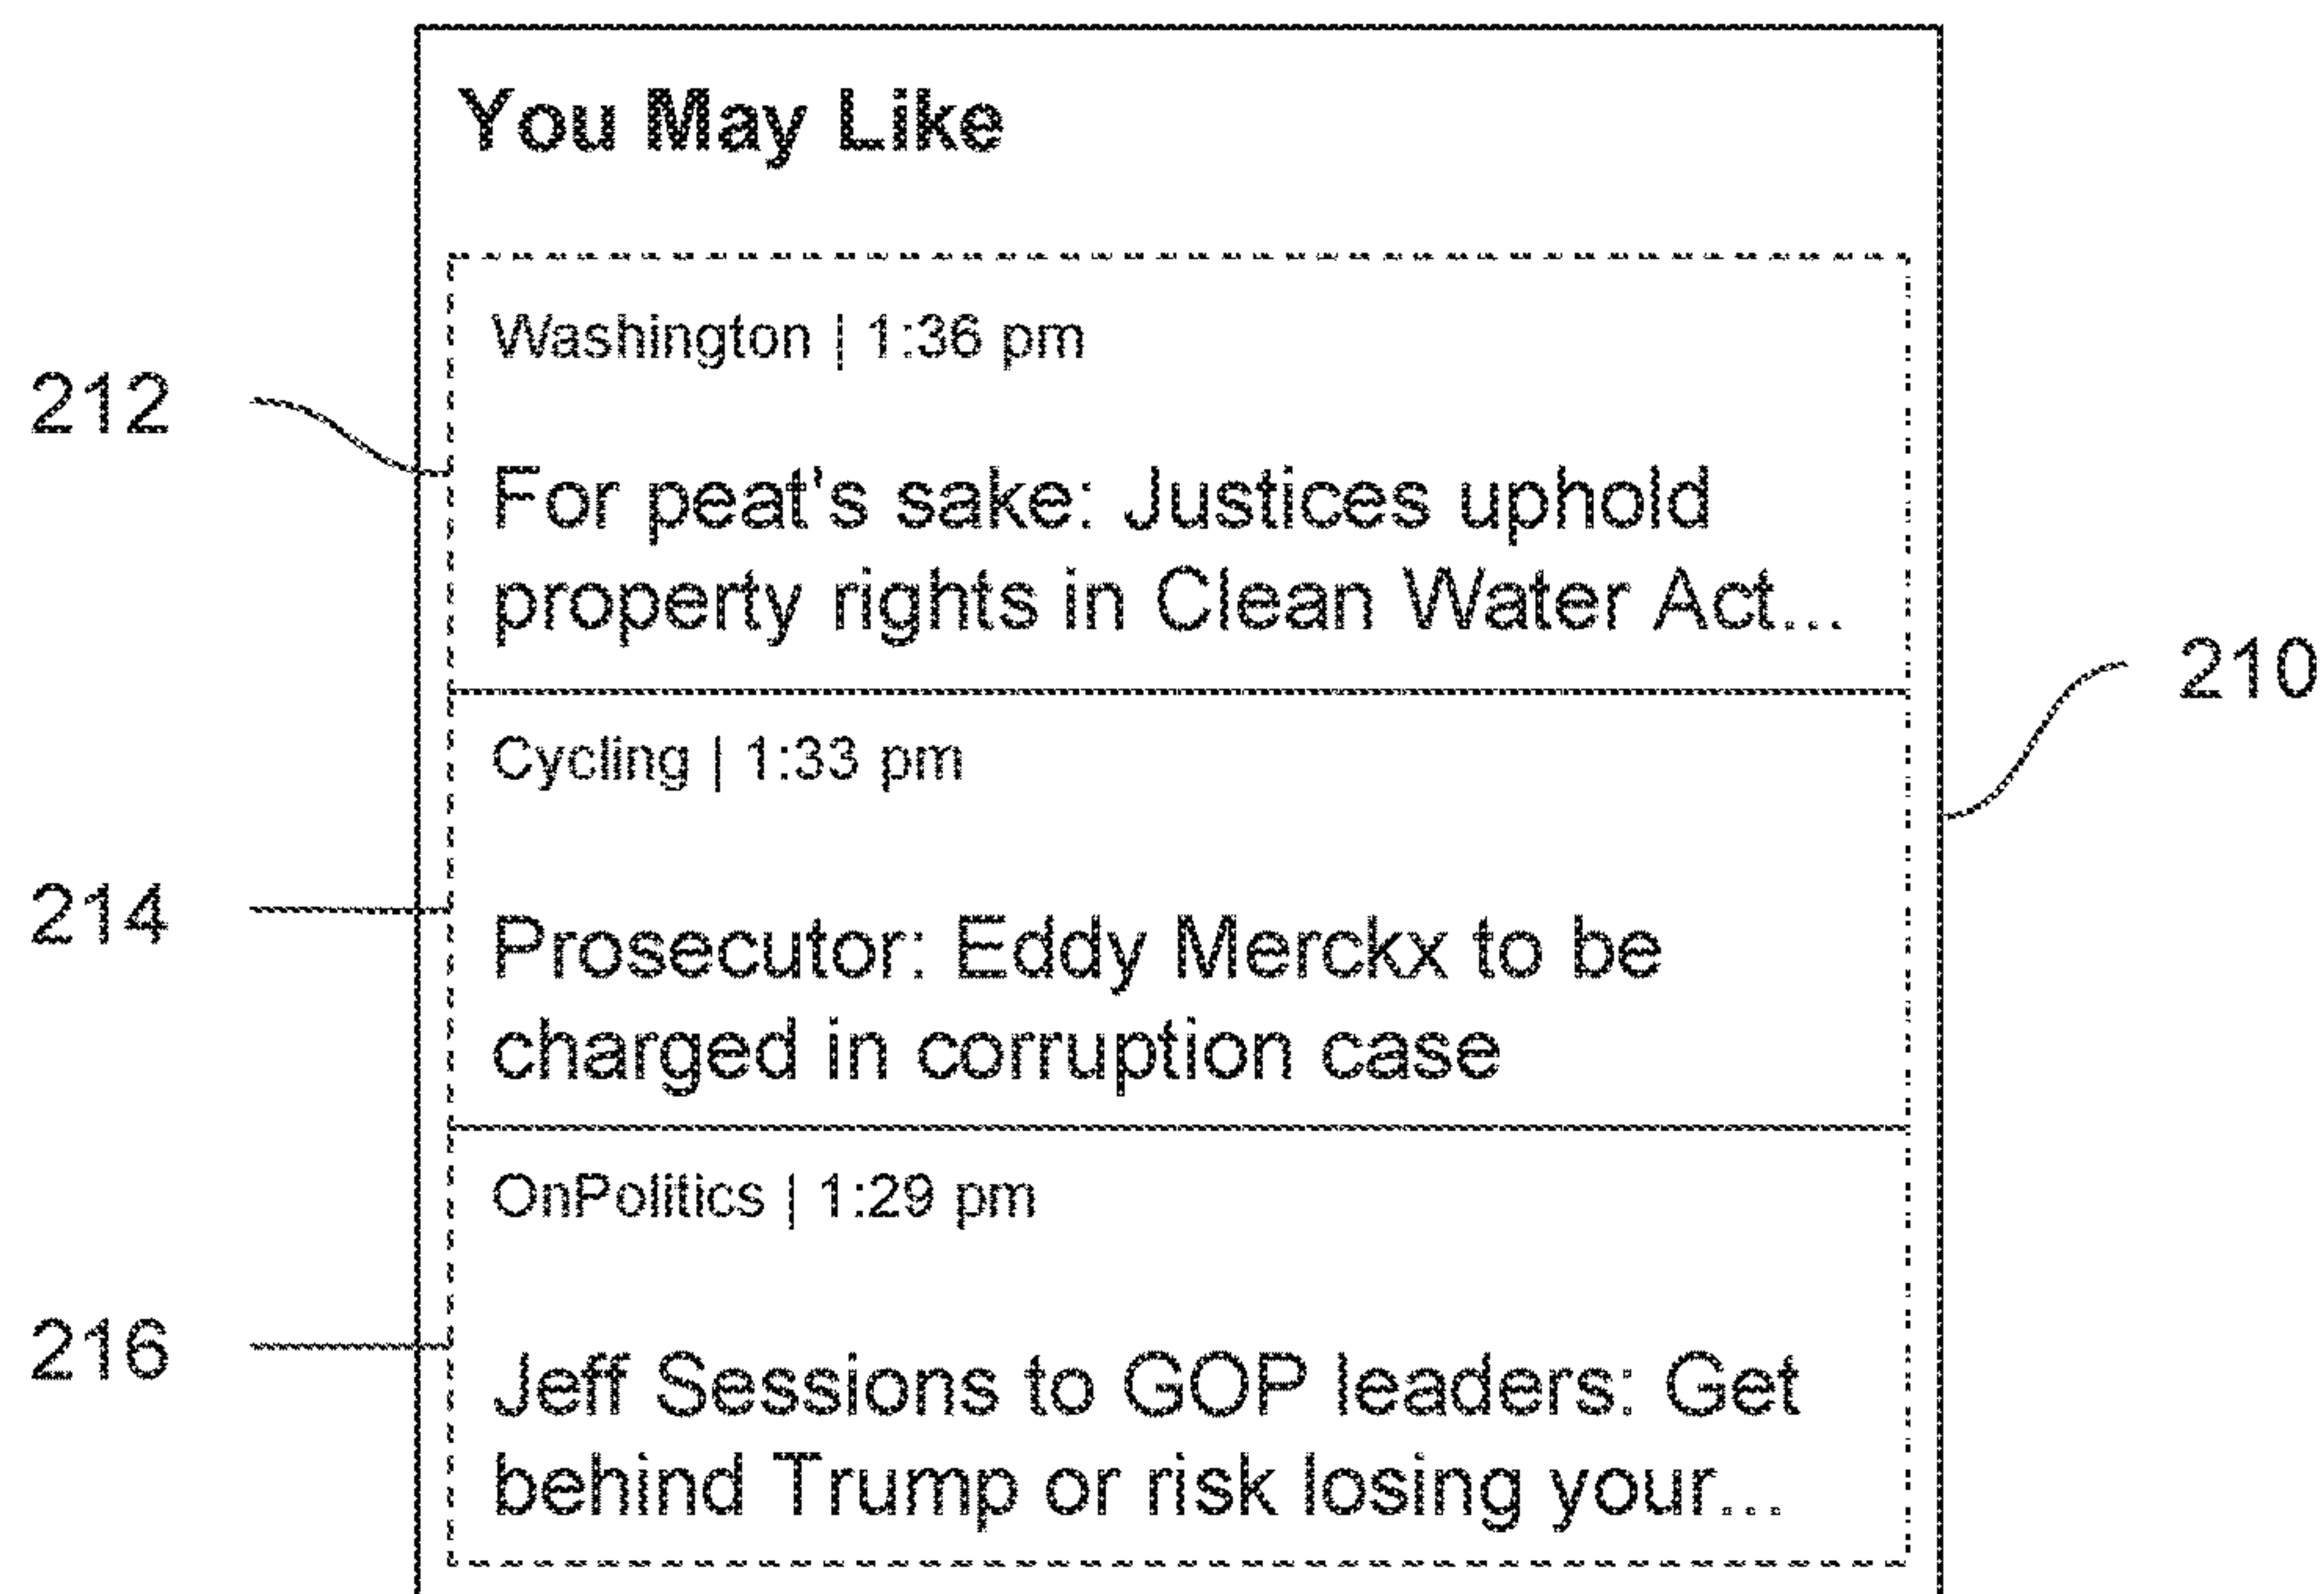 You May Like
Washington | 1:36 pm
212
For peat's sake: Justices uphold
property rights in Clean Water Act...
210
Cycling | 1:33 pm
214
Prosecutor: Eddy Merckx to be
charged in corruption case
OnPolitics | 1:29 pm
216
Jeff Sessions to GOP leaders: Get
behind Trump or risk losing your...